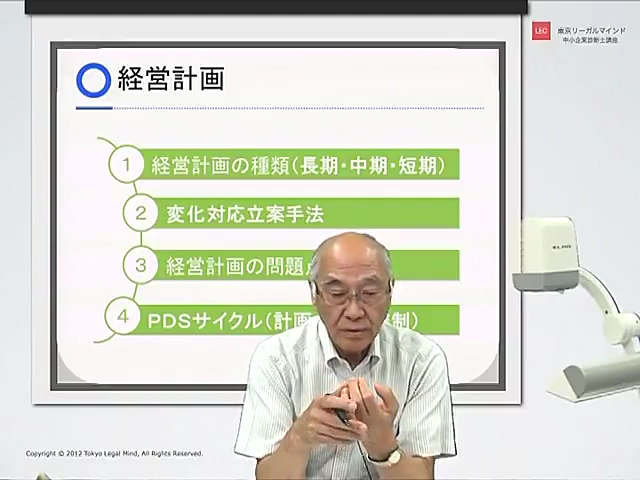 LEC 東京リーガルマインド
中小企業診断士講座
経営計画
1 経営計画の種類(長期・中期・短期)
2 変化対応立案手法
3 経営計画の問題
4 PDSサイクル(計画 制)
ELMO
Copyright © 2012 Tokyo Legal Mind, All Rights Reserved.